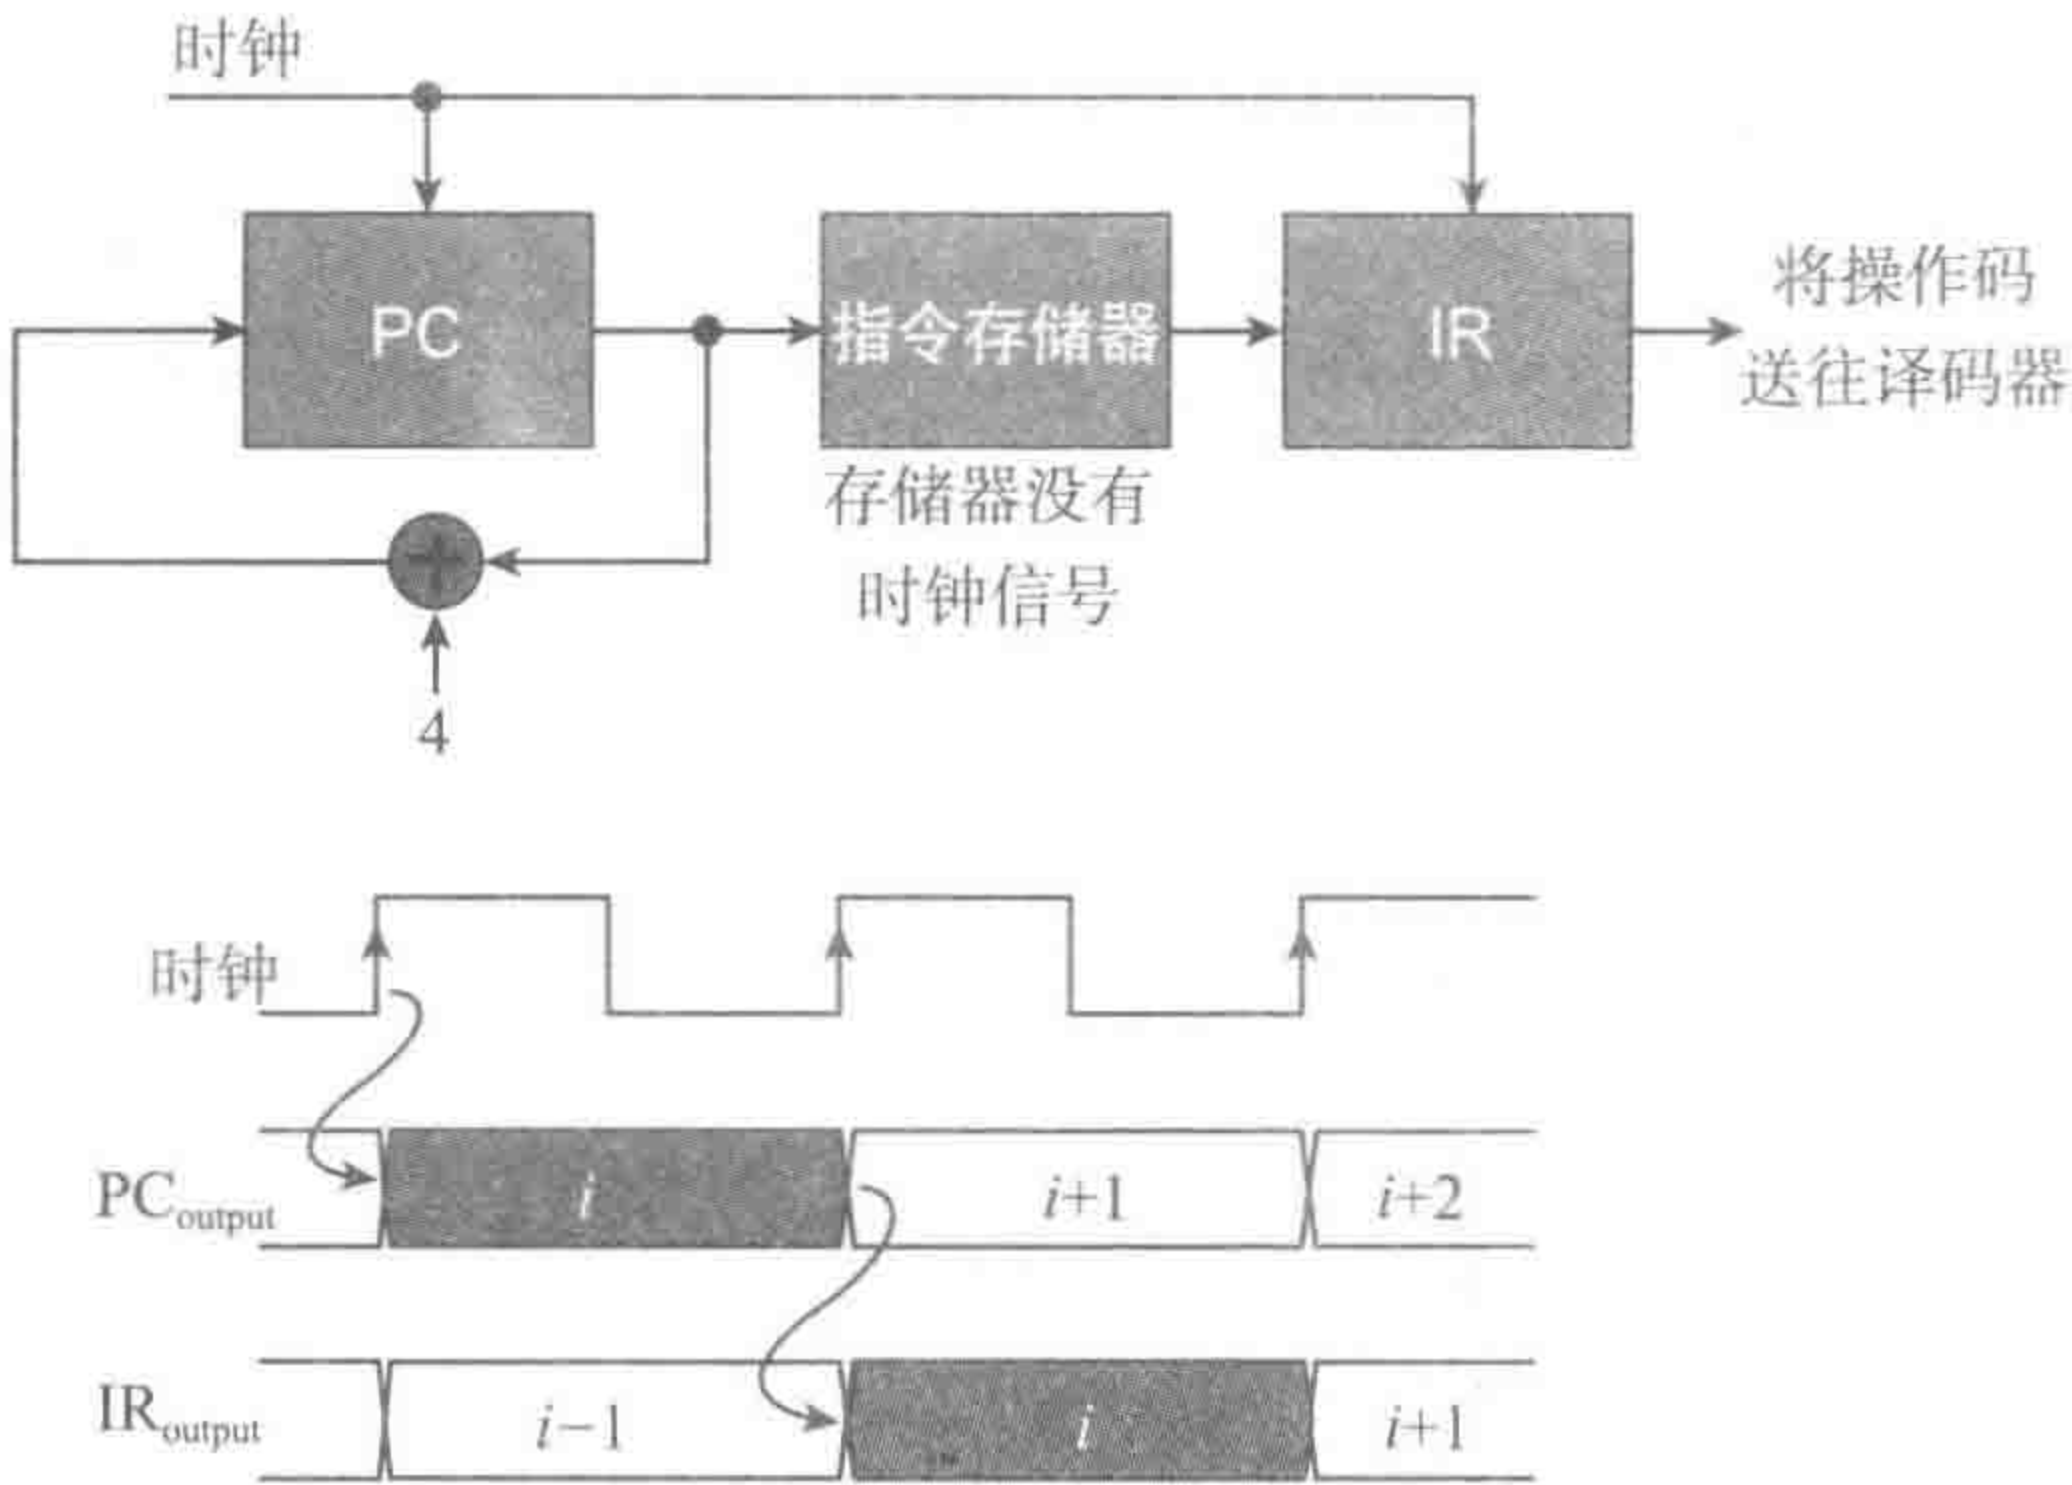 时钟
PC
指令存储器
IR
将操作码
送往译码器
存储器没有
时钟信号
+
4
时钟
PCoutput
i
i+1
i+2
IRoutput
i−1
i
i+1